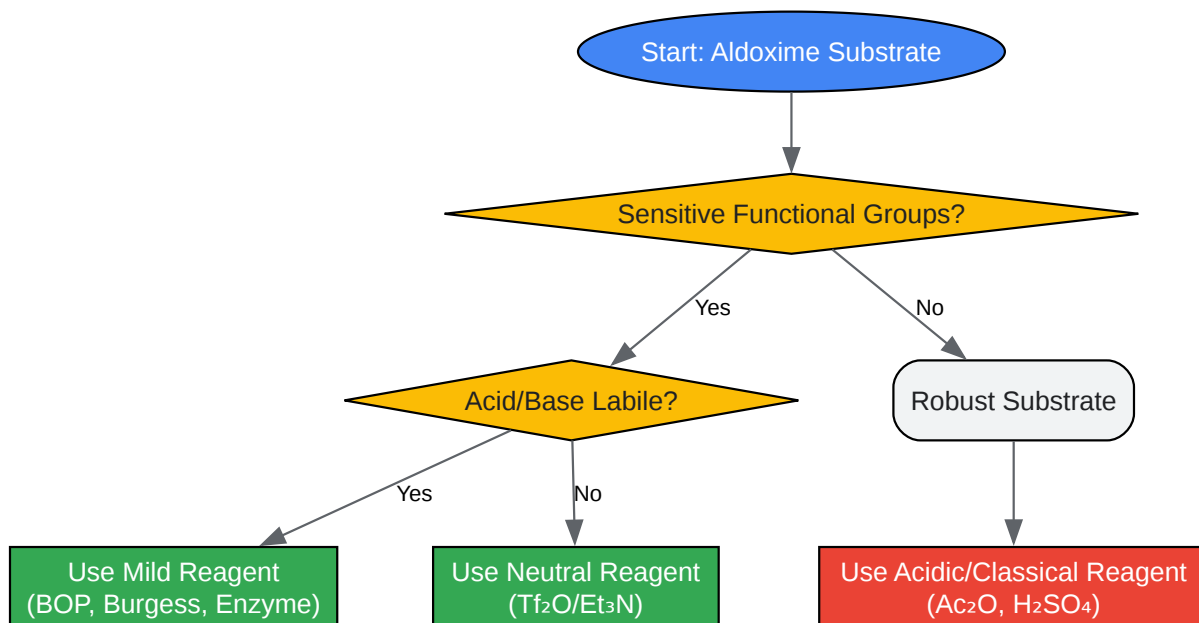 Start: Aldoxime Substrate
Sensitive Functional Groups?
Yes
No
Acid/Base Labile?
Robust Substrate
Yes
No
Use Mild Reagent
(BOP, Burgess, Enzyme)
Use Neutral Reagent
(Tf₂O/Et₃N)
Use Acidic/Classical Reagent
(Ac₂O, H₂SO₄)